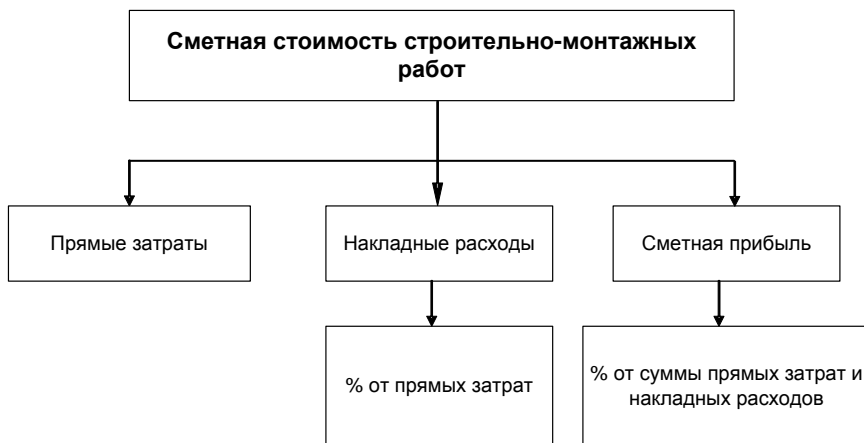 Сметная стоимость строительно-монтажных
работ
Прямые затраты
Накладные расходы
Сметная прибыль
% от прямых затрат
% от суммы прямых затрат и
накладных расходов